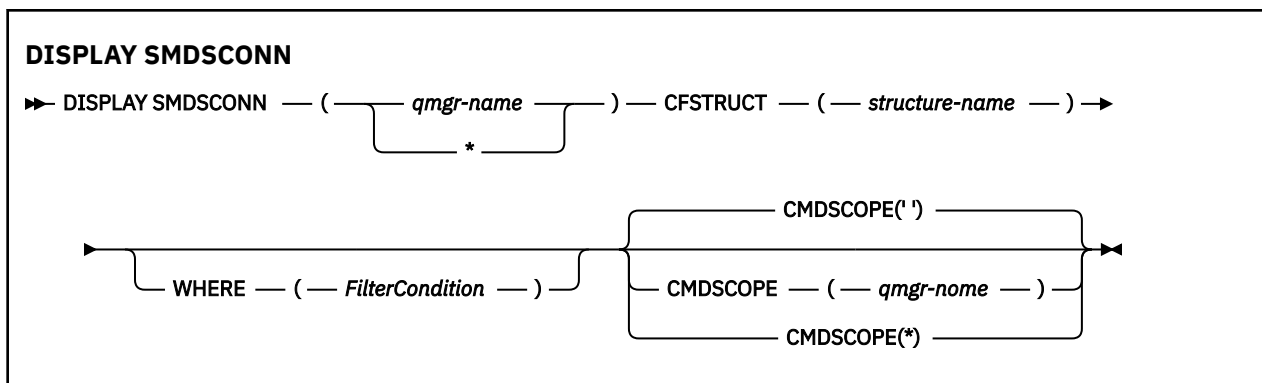 DISPLAY SMDSCONN
DISPLAY SMDSCONN ( qmgr-name ) CFSTRUCT ( structure-name )
*
CMDSCOPE(' ')
WHERE ( FilterCondition ) CMDSCOPE ( qmgr-nome )
CMDSCOPE(*)